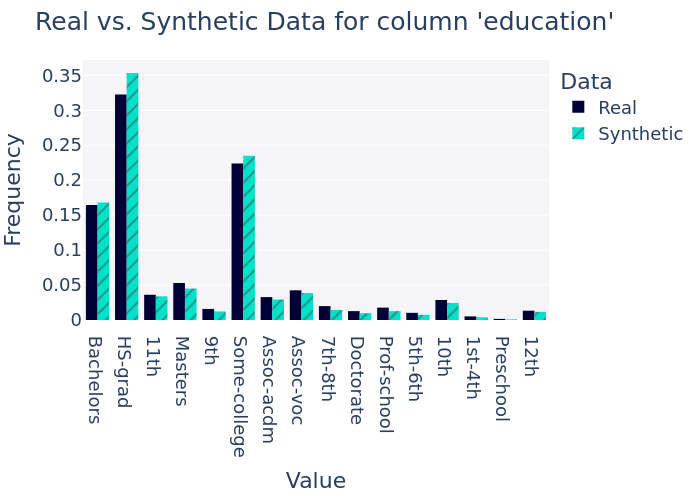 Real vs. Synthetic Data for column 'education'
Data
Real
Synthetic
Frequency
0.35
0.3
0.25
0.2
0.15
0.1
0.05
0
Bachelors
HS-grad
11th
Masters
9th
Some-college
Assoc-acdm
Assoc-voc
7th-8th
Doctorate
Prof-school
5th-6th
10th
1st-4th
Preschool
12th
Value